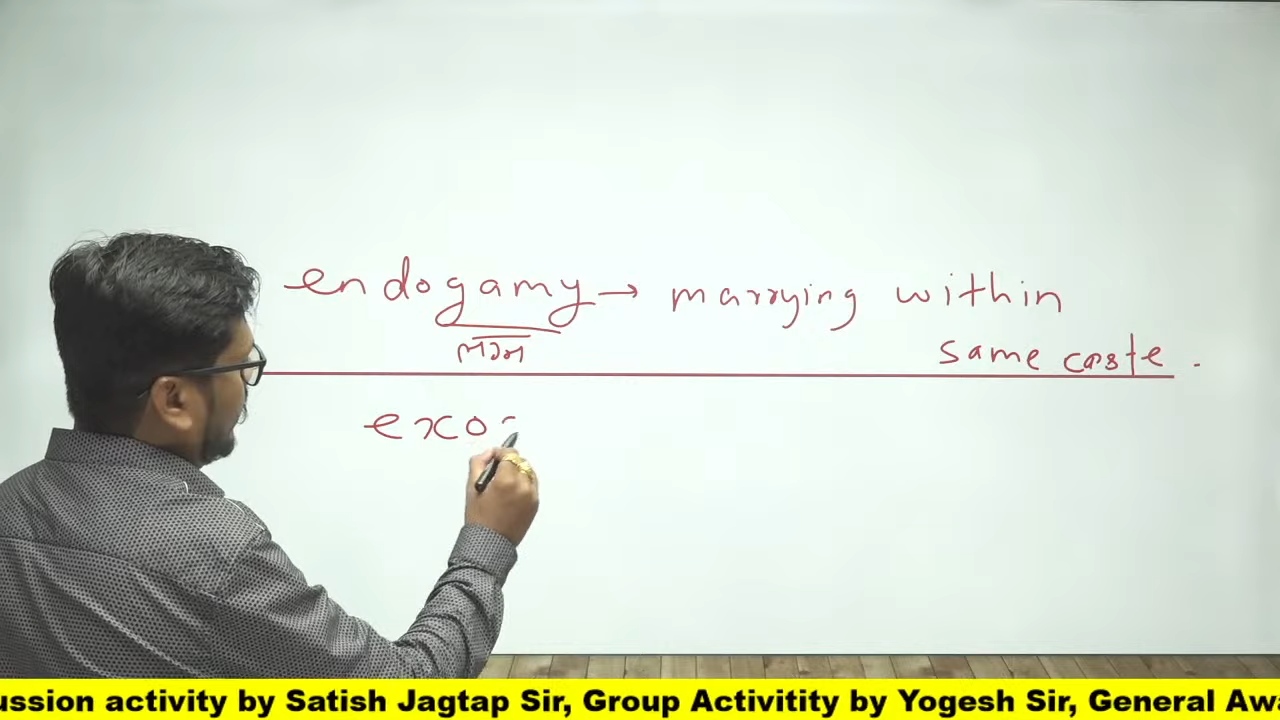 endogamy → marrying within
लग्न
same caste.
exo
ussion activity by Satish Jagtap Sir, Group Activitity by Yogesh Sir, General Awa